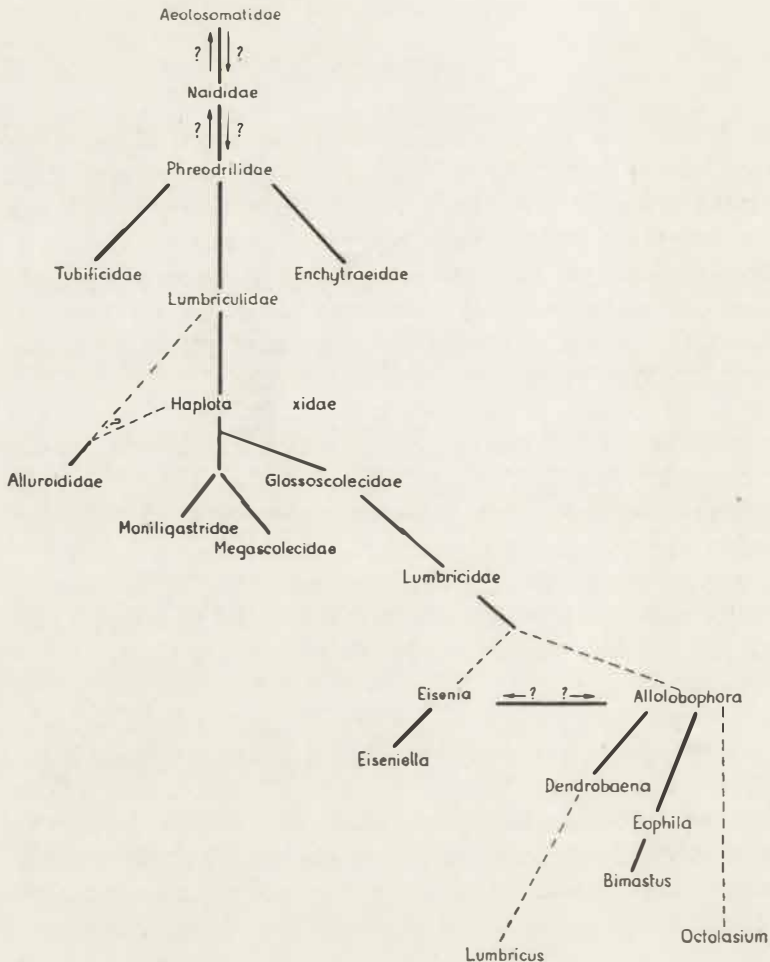 Aeolosomatidae
? ?
Naididae
? ?
Phreodrilidae
Tubificidae Enchytraeidae
Lumbriculidae
Haplota xidae
?
Alluroididae Glossoscolecidae
Moniligastridae
Megascolecidae
Lumbricidae
Eisenia ? ? Allolobophora
Eiseniella
Dendrobaena
Eophila
Bimastus
Octolasium
Lumbricus